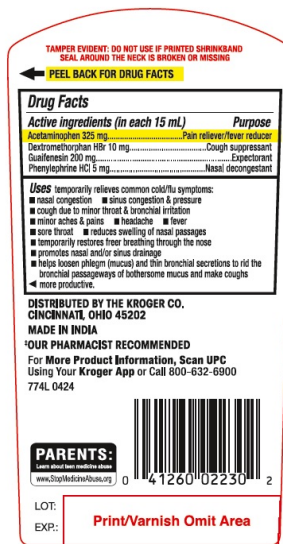 TAMPER EVIDENT: DO NOT USE IF PRINTED SHRINKBAND
SEAL AROUND THE NECK IS BROKEN OR MISSING
PEEL BACK FOR DRUG FACTS
Drug Facts
Active ingredients (in each 15 mL) Purpose
Acetaminophen 325 mg..............................Pain reliever/fever reducer
Dextromethorphan HBr 10 mg........................Cough suppressant
Guaifenesin 200 mg................................................Expectorant
Phenylephrine HCl 5 mg...................................Nasal decongestant
Uses temporarily relieves common cold/flu symptoms:
■ nasal congestion ■ sinus congestion & pressure
■ cough due to minor throat & bronchial irritation
■ minor aches & pains ■ headache ■ fever
■ sore throat ■ reduces swelling of nasal passages
■ temporarily restores freer breathing through the nose
■ promotes nasal and/or sinus drainage
■ helps loosen phlegm (mucus) and thin bronchial secretions to rid the
bronchial passageways of bothersome mucus and make coughs
more productive.
DISTRIBUTED BY THE KROGER CO.
CINCINNATI, OHIO 45202
MADE IN INDIA
‡OUR PHARMACIST RECOMMENDED
For More Product Information, Scan UPC
Using Your Kroger App or Call 800-632-6900
774L 0424
PARENTS:
Learn about teen medicine abuse
www.StopMedicineAbuse.org
0 41260 02230 2
LOT:
EXP.:
Print/Varnish Omit Area